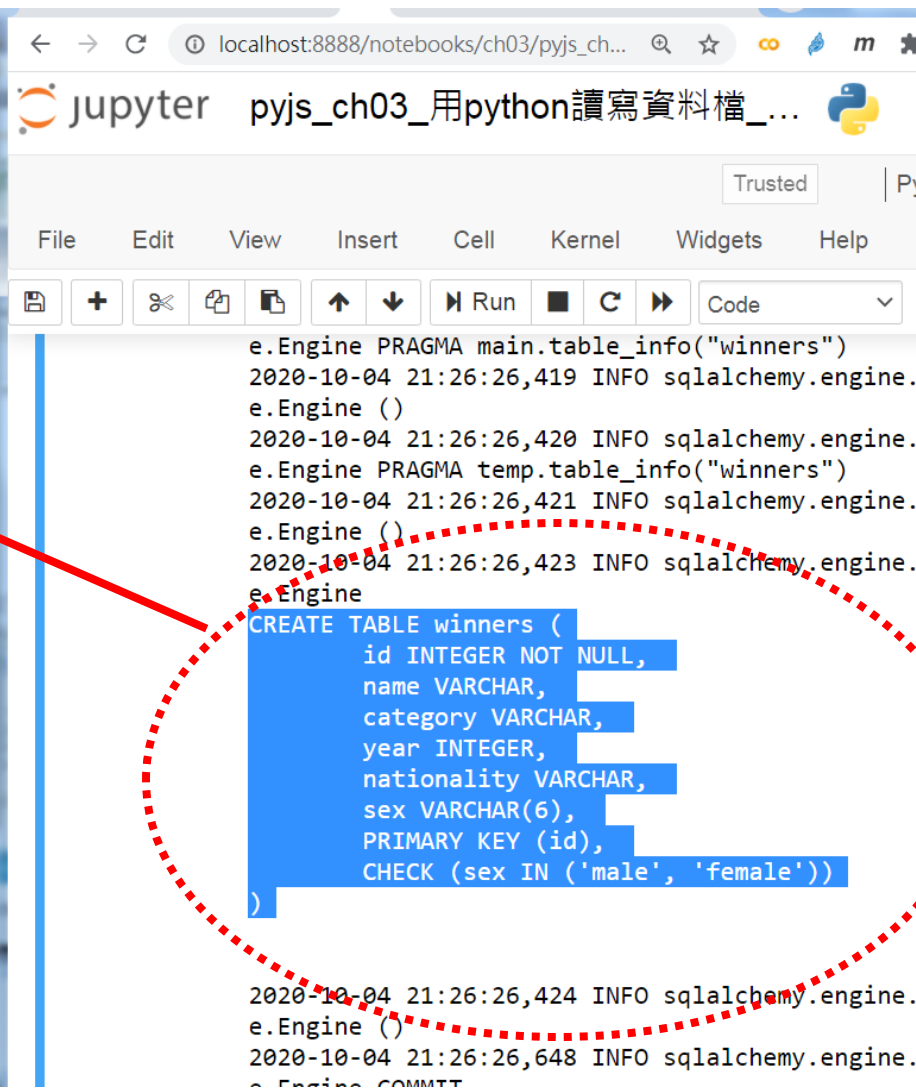 localhost:8888/notebooks/ch03/pyjs_ch...
m
jupyter pyjs_ch03_用python讀寫資料檔_...
Trusted
File Edit View Insert Cell Kernel Widgets Help
Run Code
e.Engine PRAGMA main.table_info("winners")
2020-10-04 21:26:26,419 INFO sqlalchemy.engine.
e.Engine ()
2020-10-04 21:26:26,420 INFO sqlalchemy.engine.
e.Engine PRAGMA temp.table_info("winners")
2020-10-04 21:26:26,421 INFO sqlalchemy.engine.
e.Engine ()
2020-10-04 21:26:26,423 INFO sqlalchemy.engine.
e.Engine
CREATE TABLE winners (
id INTEGER NOT NULL,
name VARCHAR,
category VARCHAR,
year INTEGER,
nationality VARCHAR,
sex VARCHAR(6),
PRIMARY KEY (id),
CHECK (sex IN ('male', 'female'))
)
2020-10-04 21:26:26,424 INFO sqlalchemy.engine.
e.Engine ()
2020-10-04 21:26:26,648 INFO sqlalchemy.engine.
e.Engine COMMIT